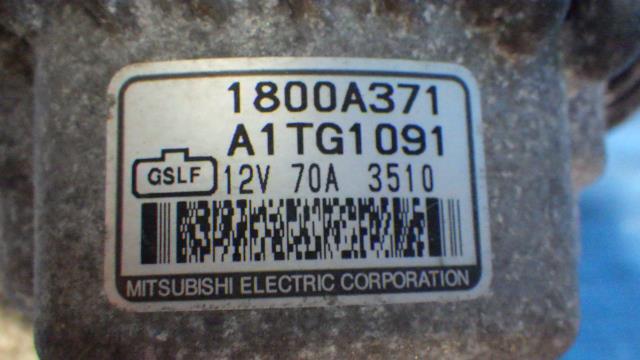 1800A371
A1TG1091
GSLF 12V 70A 3510
MITSUBISHI ELECTRIC CORPORATION